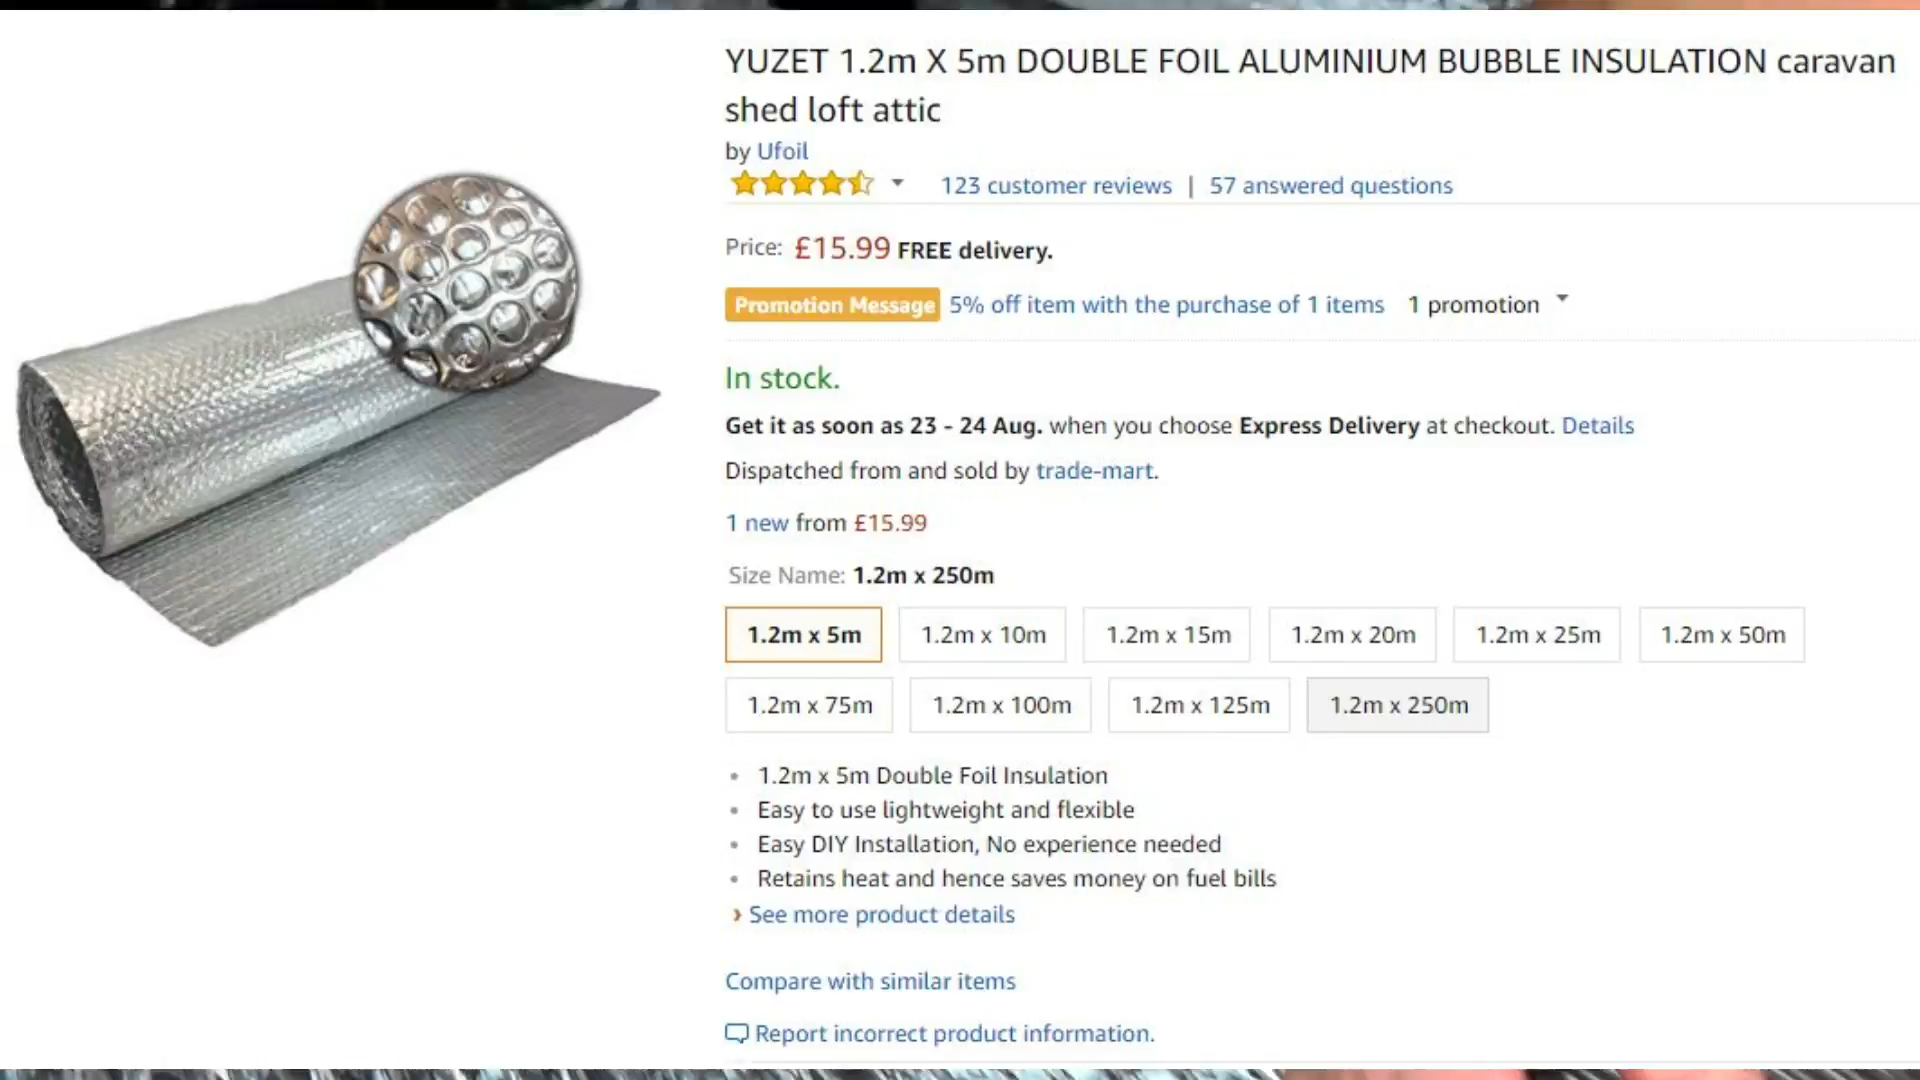 YUZET 1.2m X 5m DOUBLE FOIL ALUMINIUM BUBBLE INSULATION caravan
shed loft attic
by Ufoil
123 customer reviews | 57 answered questions
Price: £15.99 FREE delivery.
Promotion Message 5% off item with the purchase of 1 items 1 promotion
In stock.
Get it as soon as 23 - 24 Aug. when you choose Express Delivery at checkout. Details
Dispatched from and sold by trade-mart.
1 new from £15.99
Size Name: 1.2m x 250m
1.2m x 5m 1.2m x 10m 1.2m x 15m 1.2m x 20m 1.2m x 25m 1.2m x 50m
1.2m x 75m 1.2m x 100m 1.2m x 125m 1.2m x 250m
• 1.2m x 5m Double Foil Insulation
• Easy to use lightweight and flexible
• Easy DIY Installation, No experience needed
• Retains heat and hence saves money on fuel bills
› See more product details
Compare with similar items
Report incorrect product information.